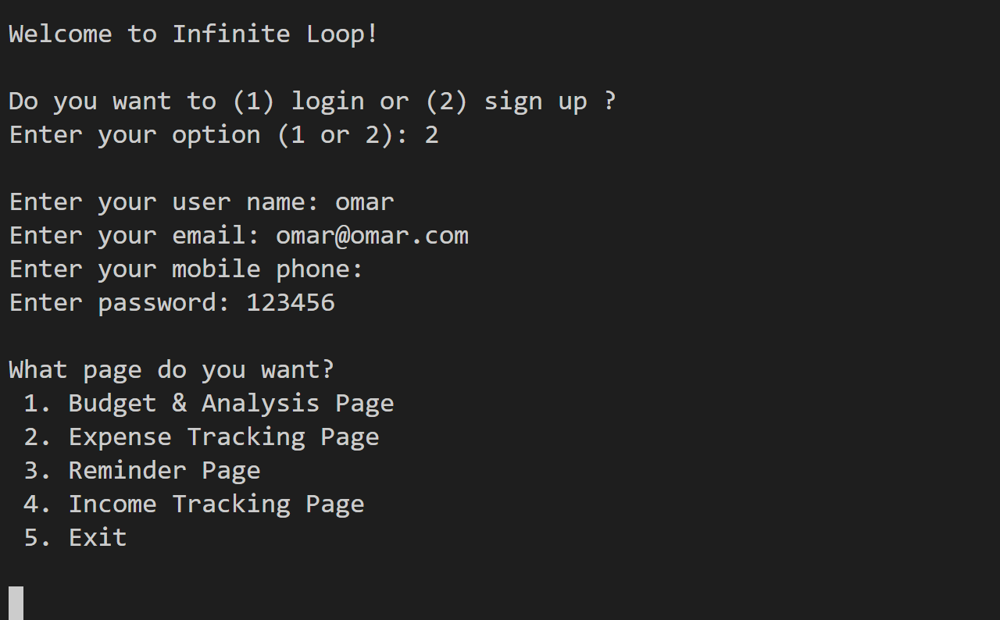 Welcome to Infinite Loop!
Do you want to (1) login or (2) sign up ?
Enter your option (1 or 2): 2
Enter your user name: omar
Enter your email: omar@omar.com
Enter your mobile phone:
Enter password: 123456
What page do you want?
1. Budget & Analysis Page
2. Expense Tracking Page
3. Reminder Page
4. Income Tracking Page
5. Exit